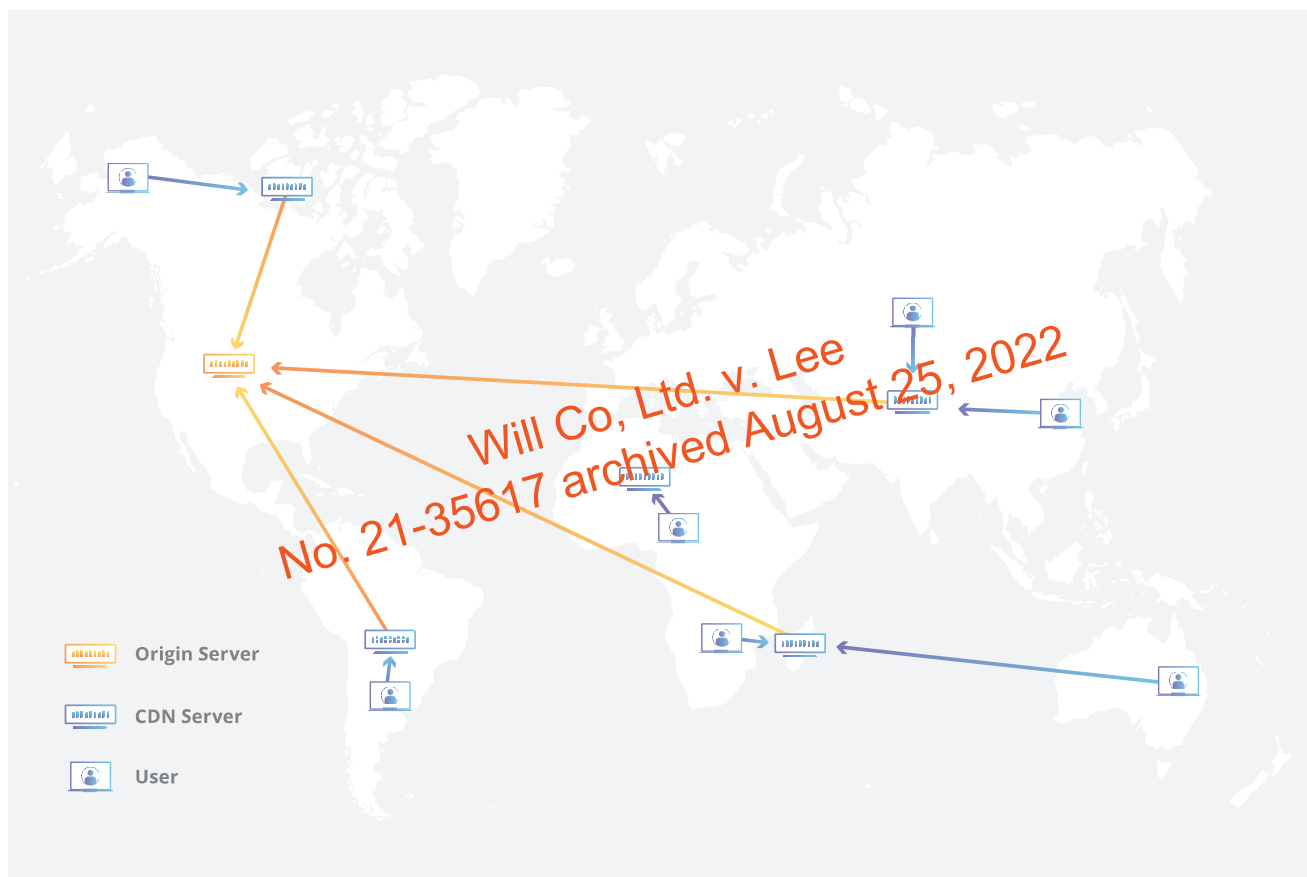 Will Co, Ltd. v. Lee
No. 21-35617 archived August 25, 2022
Origin Server
CDN Server
User